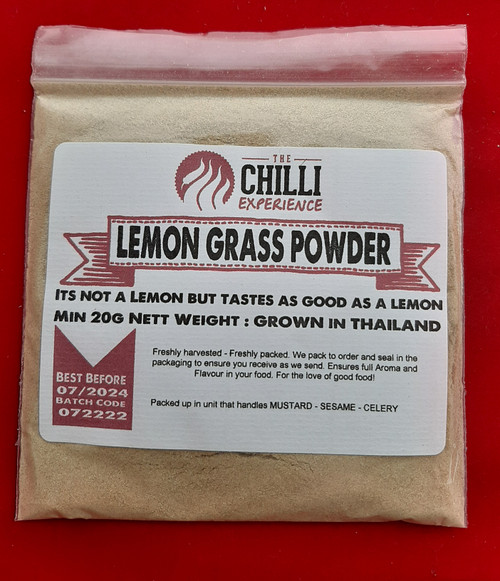 THE
CHILLI
EXPERIENCE
LEMON GRASS POWDER
ITS NOT A LEMON BUT TASTES AS GOOD AS A LEMON
MIN 20G NETT WEIGHT : GROWN IN THAILAND
Freshly harvested - Freshly packed. We pack to order and seal in the
packaging to ensure you receive as we send. Ensures full Aroma and
Flavour in your food. For the love of good food!
Packed up in unit that handles MUSTARD - SESAME - CELERY
BEST BEFORE
07/2024
BATCH CODE
072222